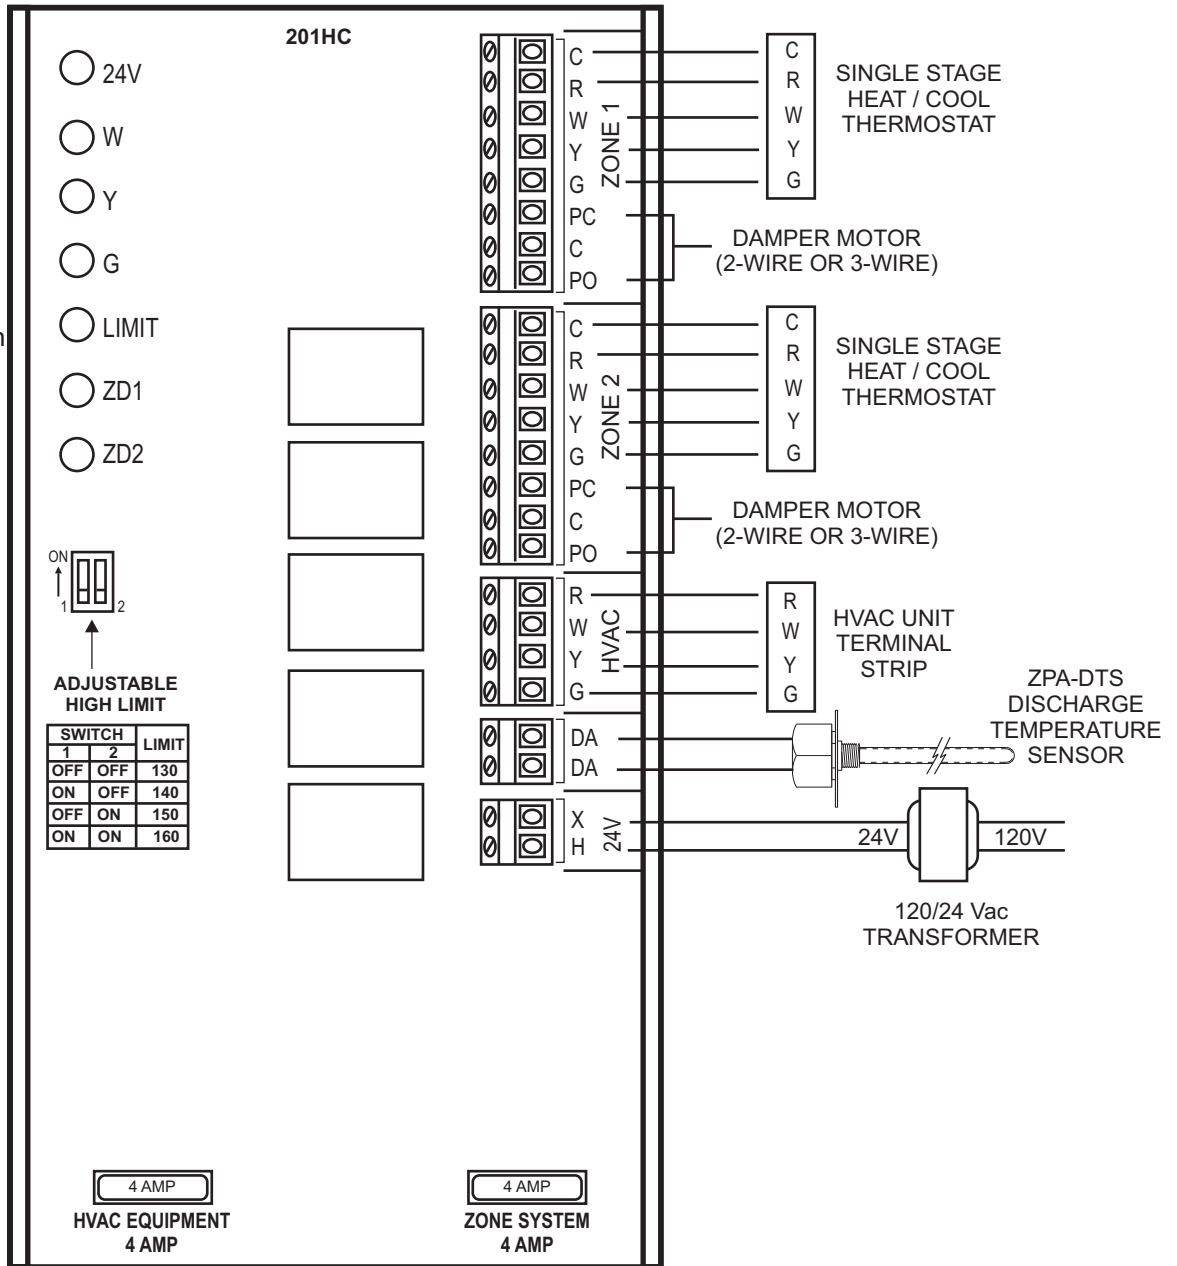 201HC
24V
W
Y
G
LIMIT
ZD1
ZD2
ON
1
2
ADJUSTABLE
HIGH LIMIT
SWITCH LIMIT
1 2
OFF OFF 130
ON OFF 140
OFF ON 150
ON ON 160
C
R
W
Y
G
PC
C
PO
ZONE 1
C
R
W
Y
G
SINGLE STAGE
HEAT / COOL
THERMOSTAT
DAMPER MOTOR
(2-WIRE OR 3-WIRE)
C
R
W
Y
G
PC
C
PO
ZONE 2
C
R
W
Y
G
SINGLE STAGE
HEAT / COOL
THERMOSTAT
DAMPER MOTOR
(2-WIRE OR 3-WIRE)
R
W
Y
G
HVAC
R
W
Y
G
HVAC UNIT
TERMINAL
STRIP
DA
DA
ZPA-DTS
DISCHARGE
TEMPERATURE
SENSOR
X
H
24V
24V
120V
120/24 Vac
TRANSFORMER
4 AMP
HVAC EQUIPMENT
4 AMP
4 AMP
ZONE SYSTEM
4 AMP